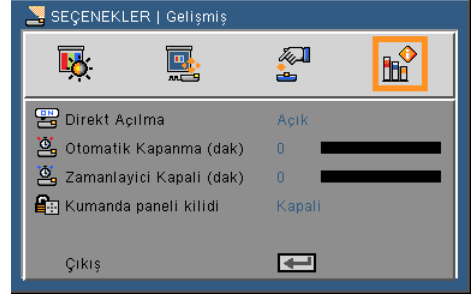 SEÇENEKLER | Gelişmiş
Direkt Açılma Açık
Otomatik Kapanma (dak) 0
Zamanlayici Kapali (dak) 0
Kumanda paneli kilidi Kapali
Çıkış